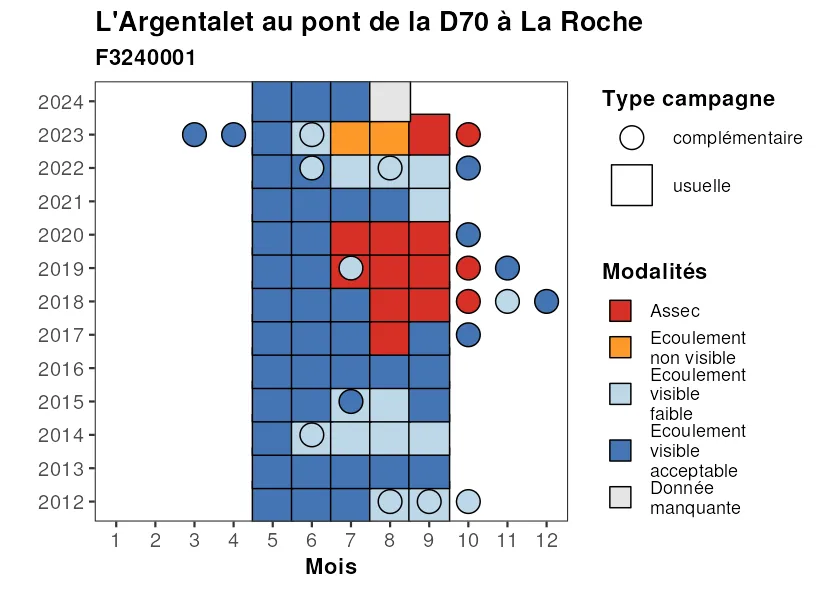 L'Argentalet au pont de la D70 à La Roche
F3240001
2024
2023
2022
2021
2020
2019
2018
2017
2016
2015
2014
2013
2012
1 2 3 4 5 6 7 8 9 10 11 12
Mois
Type campagne
complémentaire
usuelle
Modalités
Assec
Ecoulement
non visible
Ecoulement
visible
faible
Ecoulement
visible
acceptable
Donnée
manquante